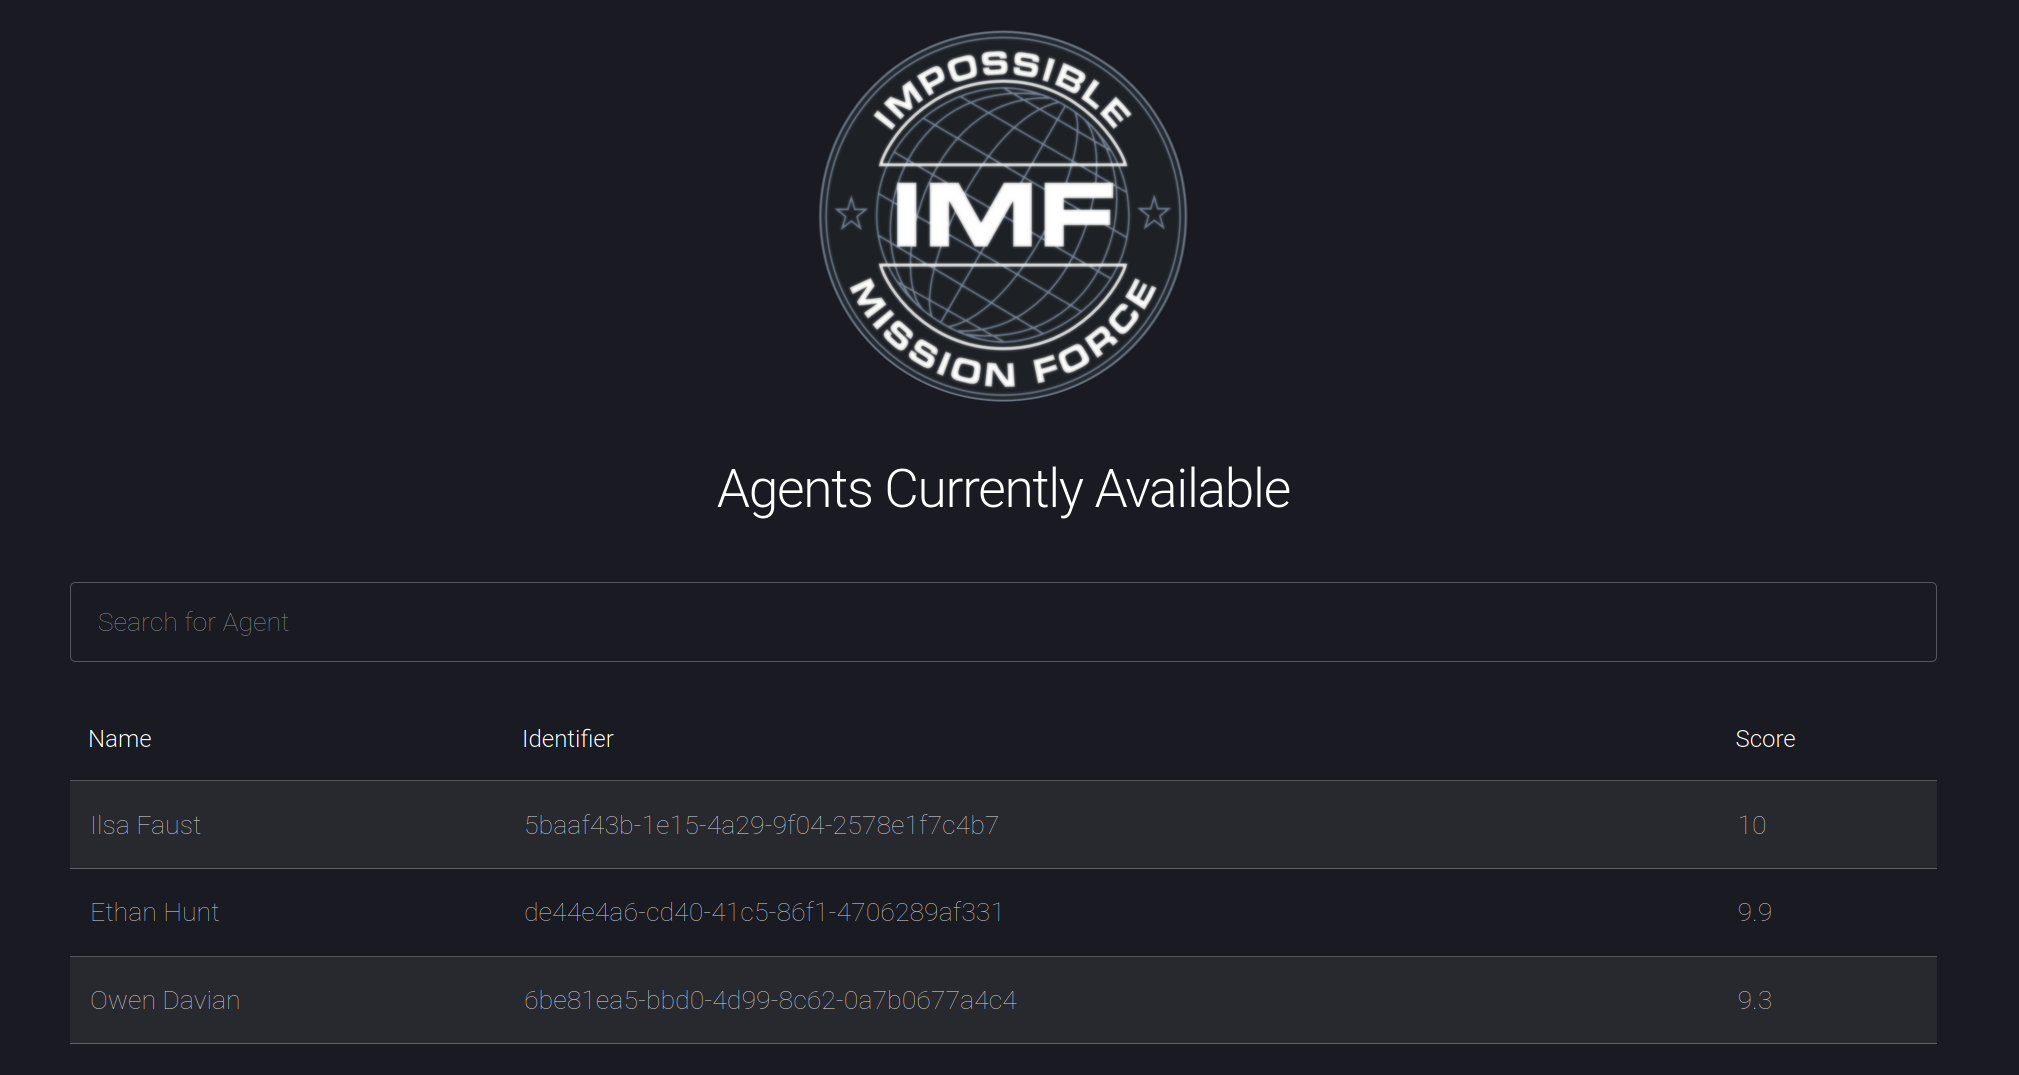 IMPOSSIBLE
IMF
MISSION FORCE
Agents Currently Available
Search for Agent
Name Identifier Score
Ilsa Faust 5baaf43b-1e15-4a29-9f04-2578e1f7c4b7 10
Ethan Hunt de44e4a6-cd40-41c5-86f1-4706289af331 9.9
Owen Davian 6be81ea5-bbd0-4d99-8c62-0a7b0677a4c4 9.3